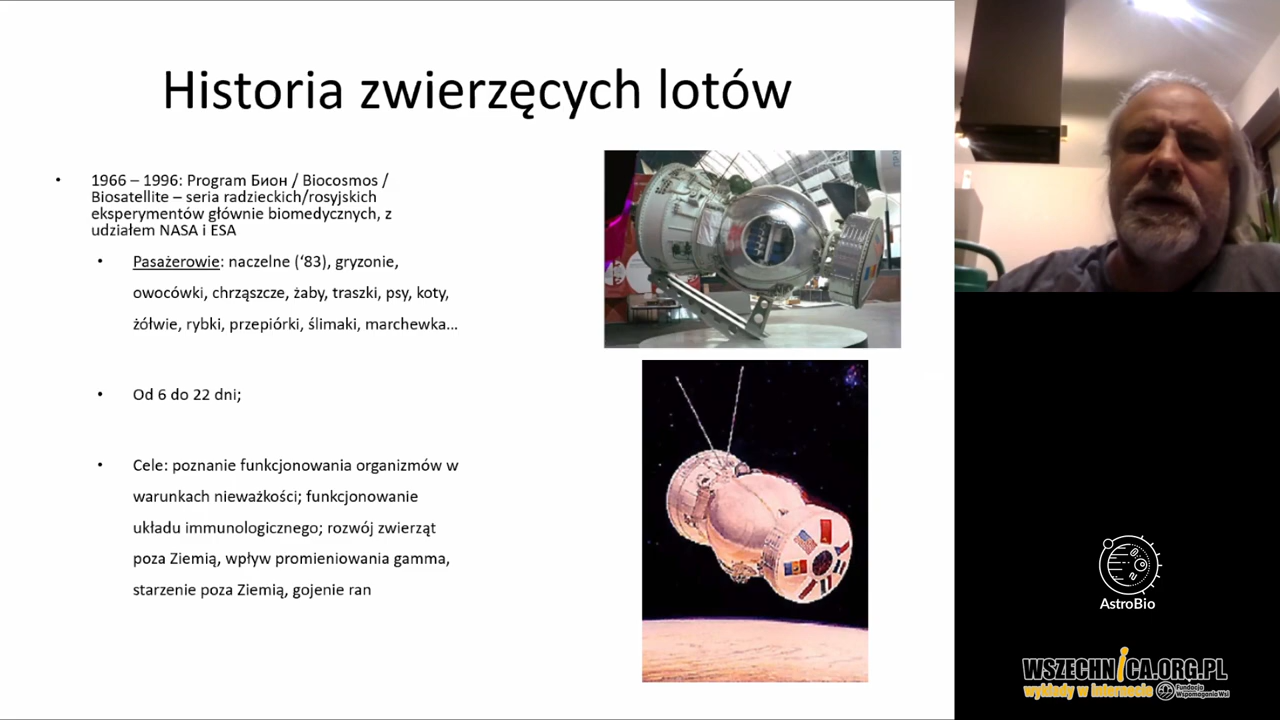 Historia zwierzęcych lotów
• 1966 – 1996: Program Бион / Biocosmos /
Biosatellite – seria radzieckich/rosyjskich
eksperymentów głównie biomedycznych, z
udziałem NASA i ESA
• Pasażerowie: naczelne (‘83), gryzonie,
owocówki, chrząszcze, żaby, traszki, psy, koty,
żółwie, rybki, przepiórki, ślimaki, marchewka...
• Od 6 do 22 dni;
• Cele: poznanie funkcjonowania organizmów w
warunkach nieważkości; funkcjonowanie
układu immunologicznego; rozwój zwierząt
poza Ziemią, wpływ promieniowania gamma,
starzenie poza Ziemią, gojenie ran
AstroBio
WSZECHNiCA.ORG.PL
wykłady w internecie
Fundacja
Wspomagania Wsi